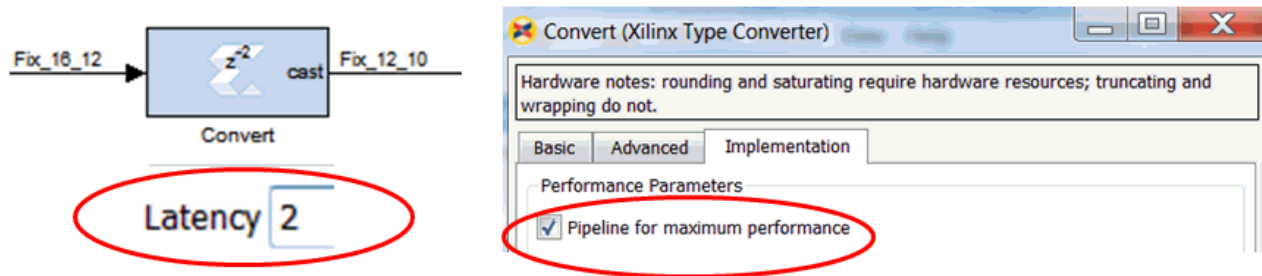 Fix_16_12
z⁻²
cast
Fix_12_10
Convert
Latency 2
Convert (Xilinx Type Converter)
X
Hardware notes: rounding and saturating require hardware resources; truncating and
wrapping do not.
Basic Advanced Implementation
Performance Parameters
Pipeline for maximum performance